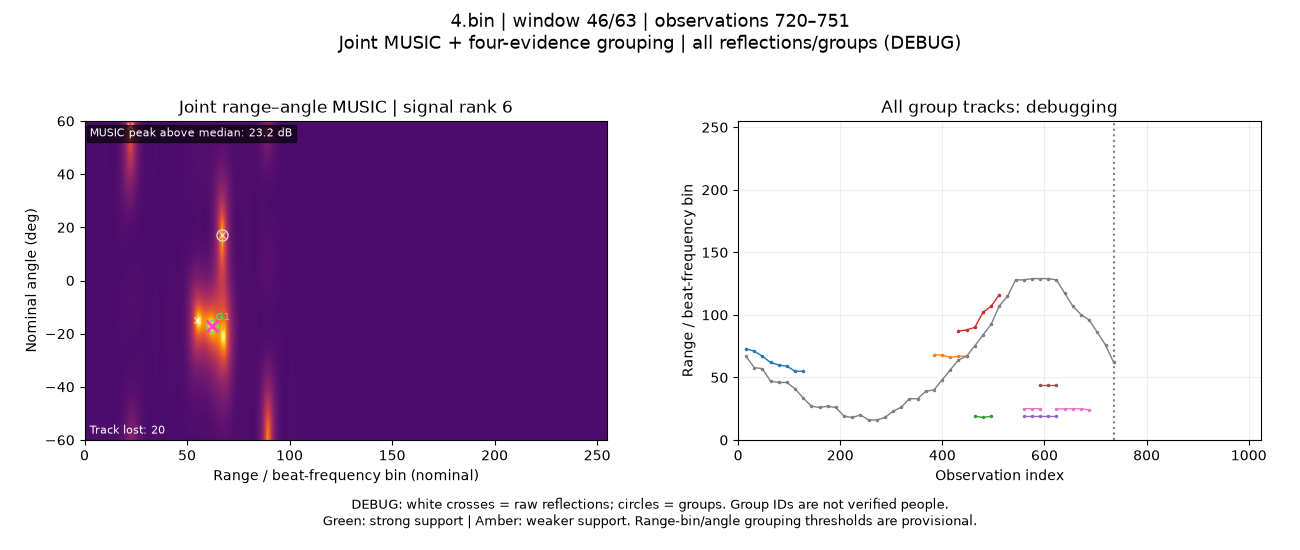 4.bin | window 46/63 | observations 720–751
Joint MUSIC + four-evidence grouping | all reflections/groups (DEBUG)
Joint range–angle MUSIC | signal rank 6
MUSIC peak above median: 23.2 dB
60
40
20
0
−20
−40
−60
Nominal angle (deg)
G1
Track lost: 20
0
50
100
150
200
250
Range / beat-frequency bin (nominal)
All group tracks: debugging
250
200
150
100
50
0
Range / beat-frequency bin
0
200
400
600
800
1000
Observation index
DEBUG: white crosses = raw reflections; circles = groups. Group IDs are not verified people.
Green: strong support | Amber: weaker support. Range-bin/angle grouping thresholds are provisional.